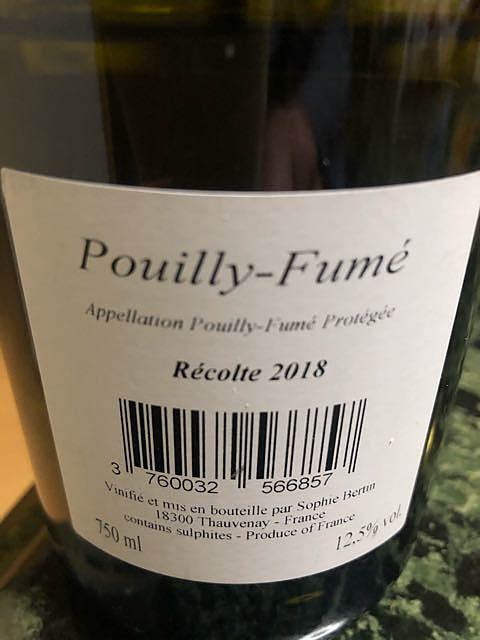 Pouilly-Fumé
Appellation Pouilly-Fumé Protégée
Récolte 2018
3 760032 566857
Vinifié et mis en bouteille par Sophie Bertin
18300 Thauvenay - France
contains sulphites - Produce of France
750 ml 12.5% vol.